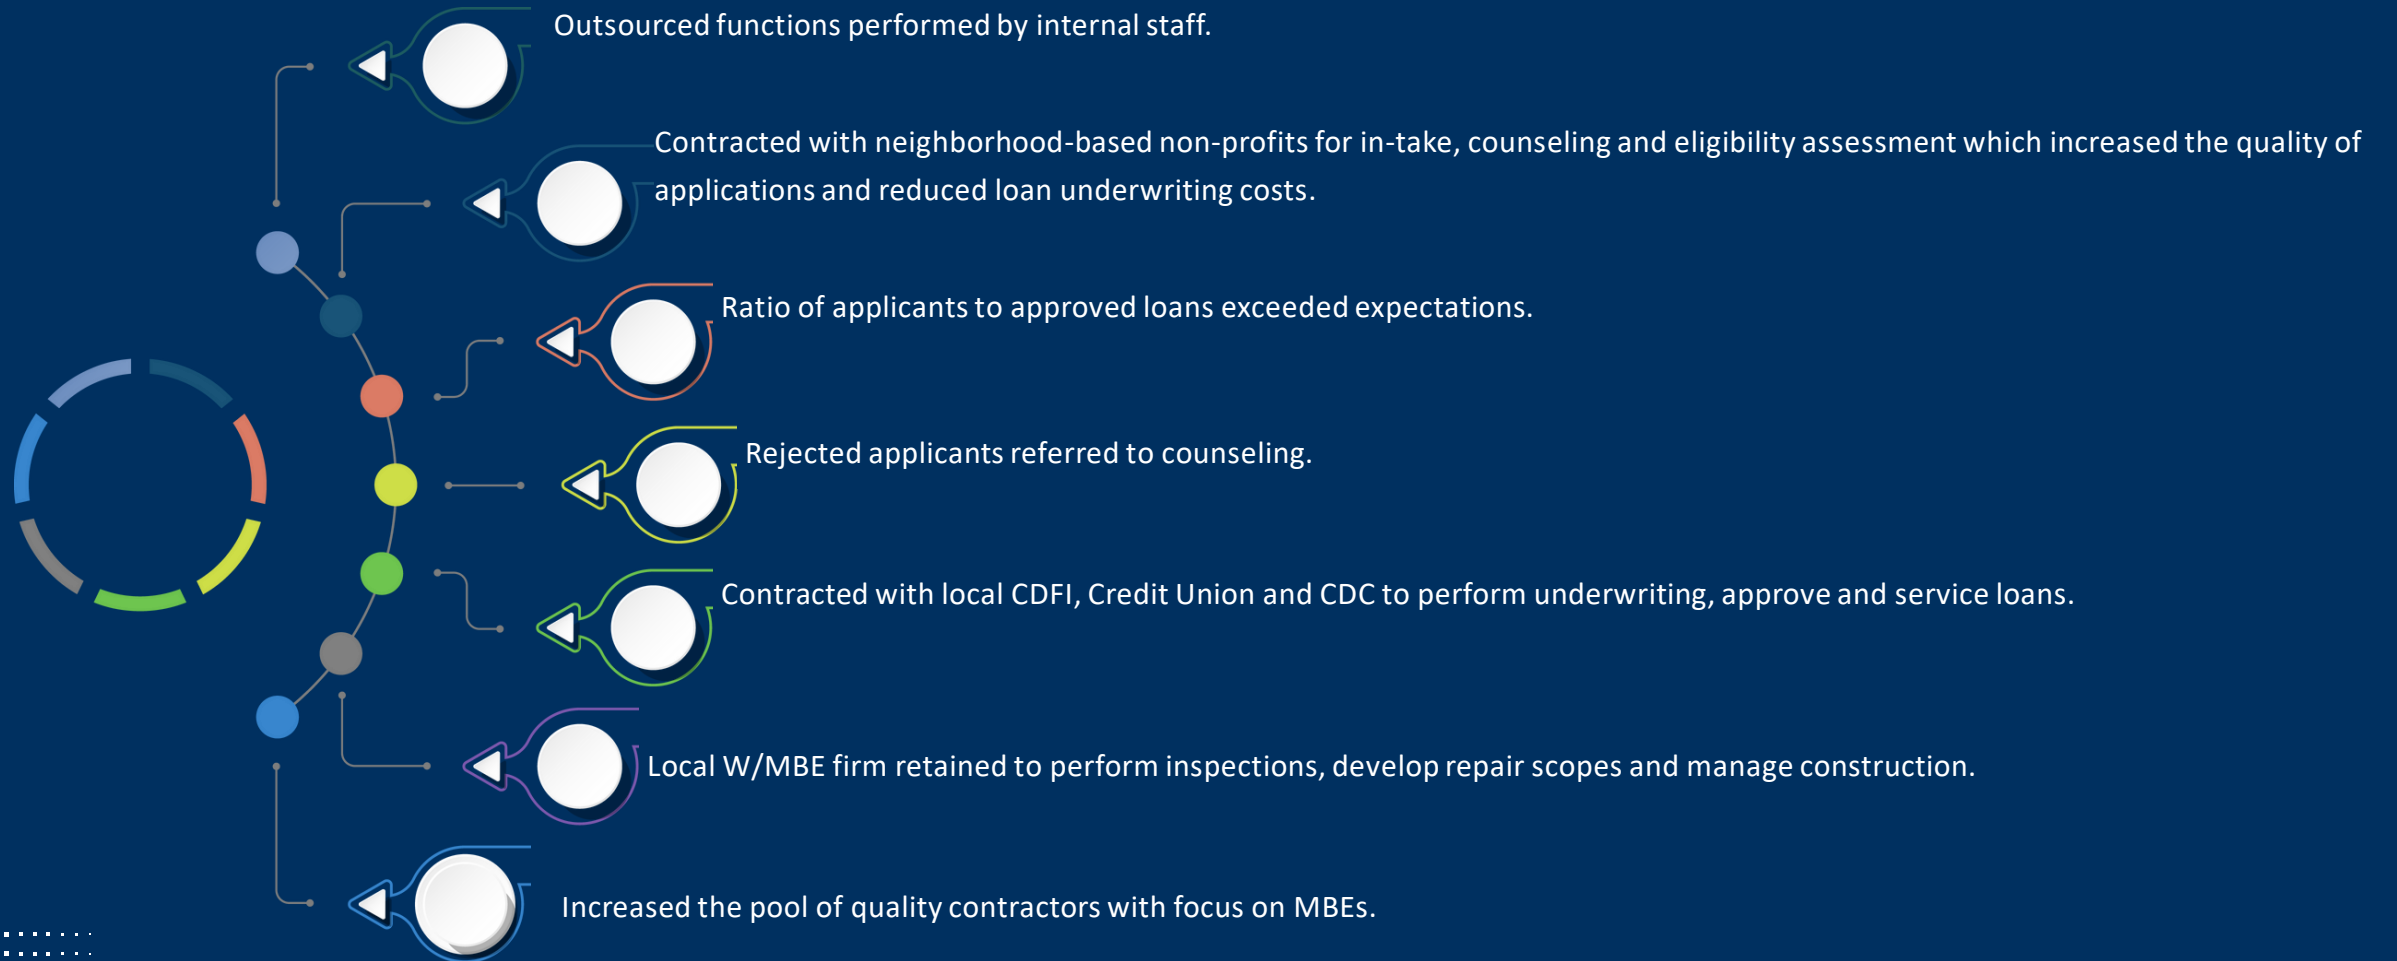 Outsourced functions performed by internal staff.
Contracted with neighborhood-based non-profits for in-take, counseling and eligibility assessment which increased the quality of
applications and reduced loan underwriting costs.
Ratio of applicants to approved loans exceeded expectations.
Rejected applicants referred to counseling.
Contracted with local CDFI, Credit Union and CDC to perform underwriting, approve and service loans.
Local W/MBE firm retained to perform inspections, develop repair scopes and manage construction.
Increased the pool of quality contractors with focus on MBEs.